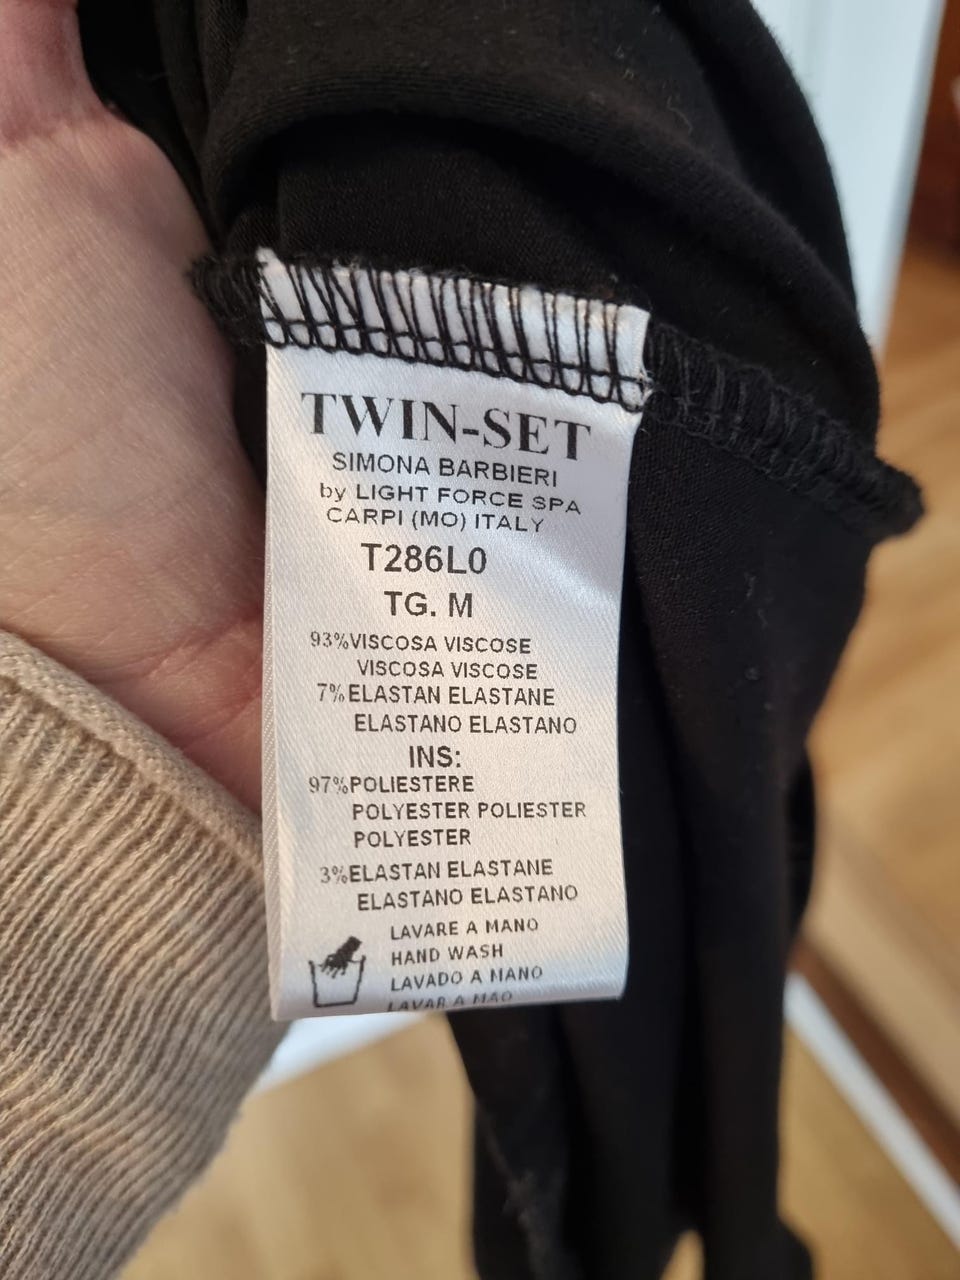 TWIN-SET
SIMONA BARBIERI
by LIGHT FORCE SPA
CARPI (MO) ITALY
T286L0
TG. M
93%VISCOSA VISCOSE
VISCOSA VISCOSE
7%ELASTAN ELASTANE
ELASTANO ELASTANO
INS:
97%POLIESTERE
POLYESTER POLIESTER
POLYESTER
3%ELASTAN ELASTANE
ELASTANO ELASTANO
LAVARE A MANO
HAND WASH
LAVADO A MANO
LAVAR A MAO